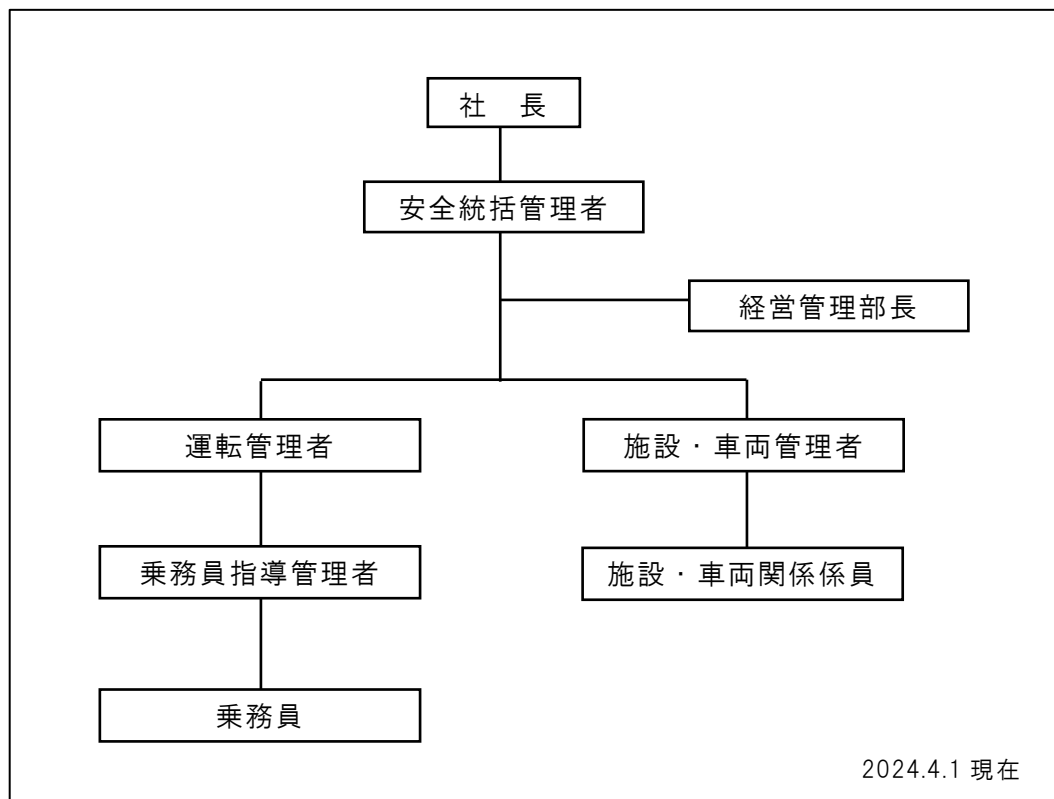 社　長
安全統括管理者
経営管理部長
運転管理者
施設・車両管理者
乗務員指導管理者
施設・車両関係係員
乗務員
2024.4.1 現在